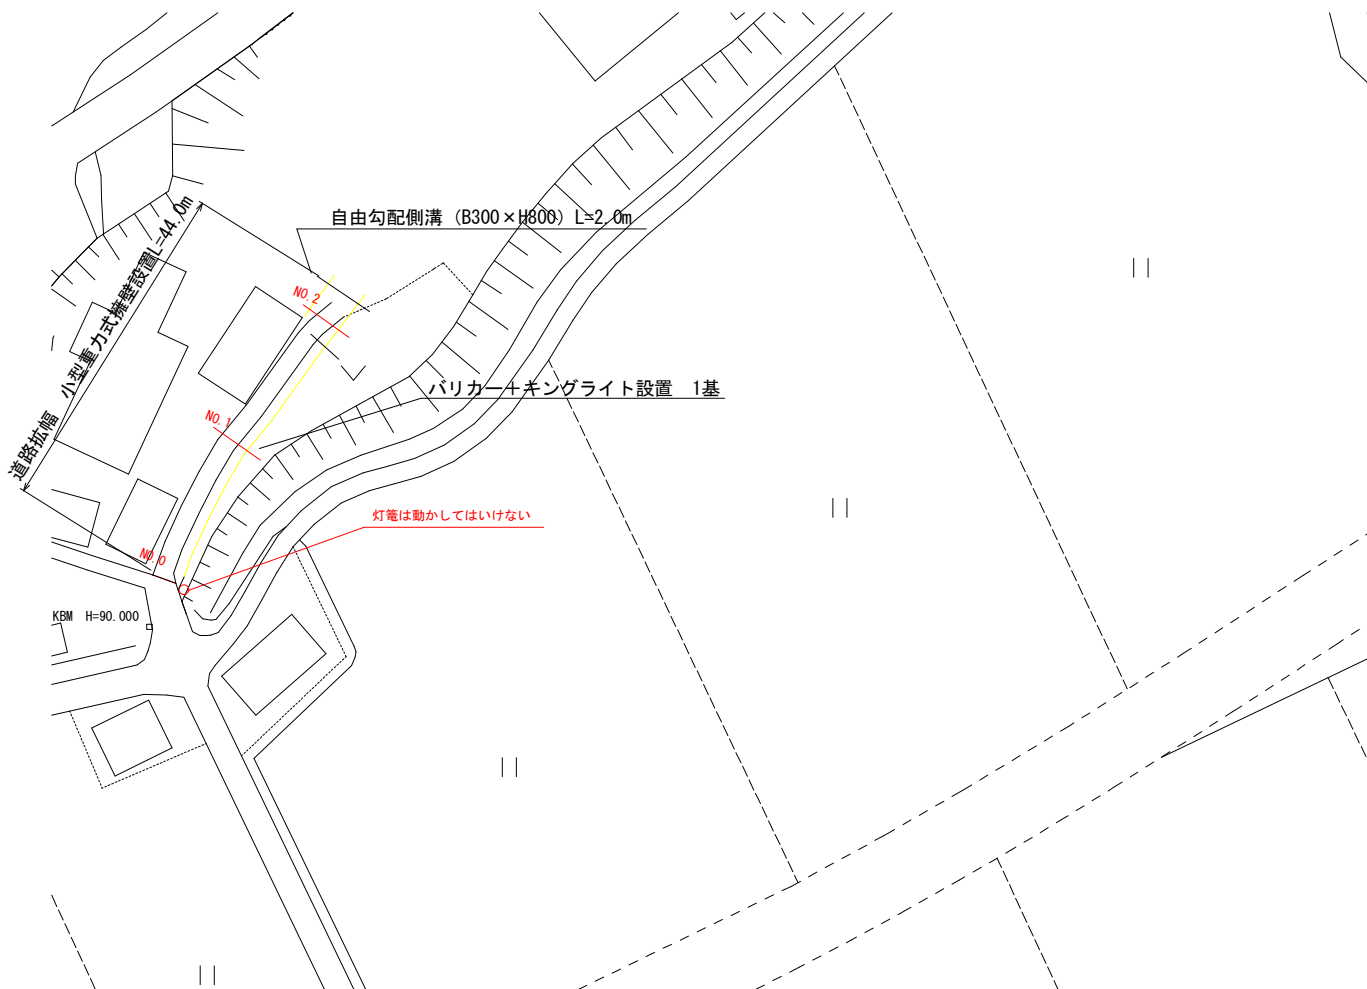 自由勾配側溝（B300×H800）L=2.0m
道路拡幅　小型重力式擁壁設置L=44.0m
NO.2
バリカー＋キングライト設置　1基
NO.1
灯篭は動かしてはいけない
NO.0
KBM　H=90.000